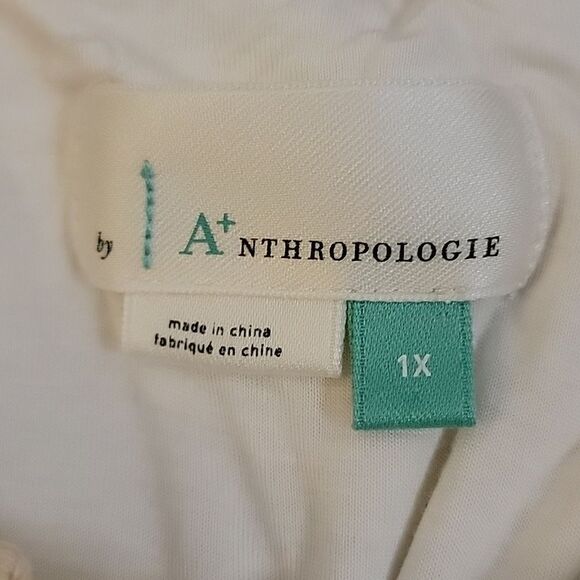 by A+NTHROPOLOGIE
made in china
fabriqué en chine
1X